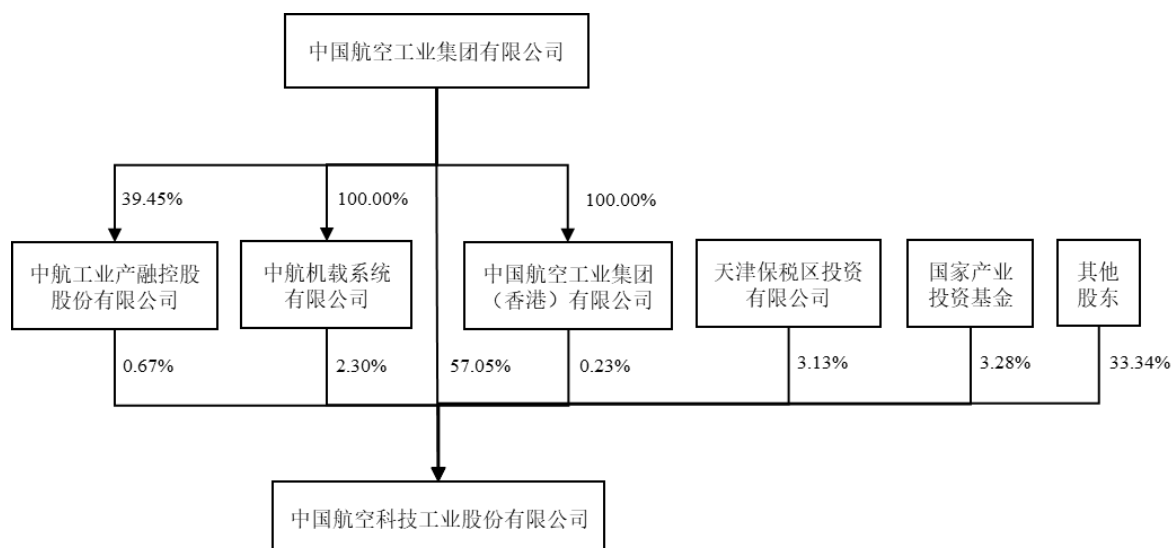 中国航空工业集团有限公司
39.45%
100.00%
100.00%
中航工业产融控股
股份有限公司
中航机载系统
有限公司
中国航空工业集团
（香港）有限公司
天津保税区投资
有限公司
国家产业
投资基金
其他
股东
0.67%
2.30%
57.05%
0.23%
3.13%
3.28%
33.34%
中国航空科技工业股份有限公司